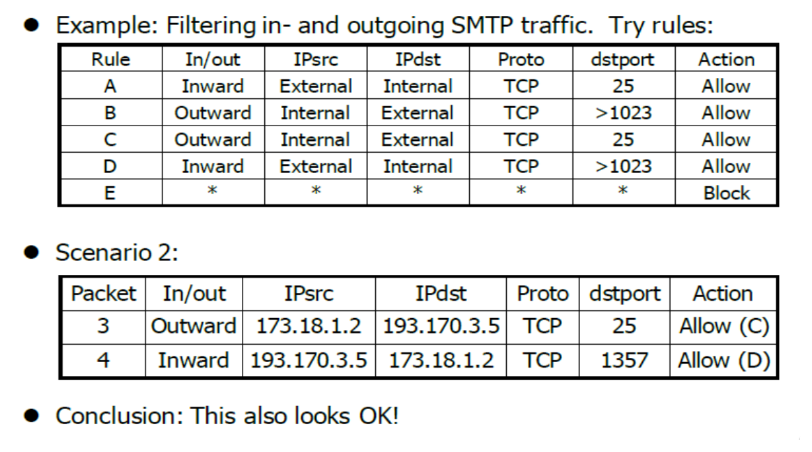 ● Example: Filtering in- and outgoing SMTP traffic.  Try rules:
Rule In/out IPsrc IPdst Proto dstport Action
A Inward External Internal TCP 25 Allow
B Outward Internal External TCP >1023 Allow
C Outward Internal External TCP 25 Allow
D Inward External Internal TCP >1023 Allow
E * * * * * Block
● Scenario 2:
Packet In/out IPsrc IPdst Proto dstport Action
3 Outward 173.18.1.2 193.170.3.5 TCP 25 Allow (C)
4 Inward 193.170.3.5 173.18.1.2 TCP 1357 Allow (D)
● Conclusion: This also looks OK!